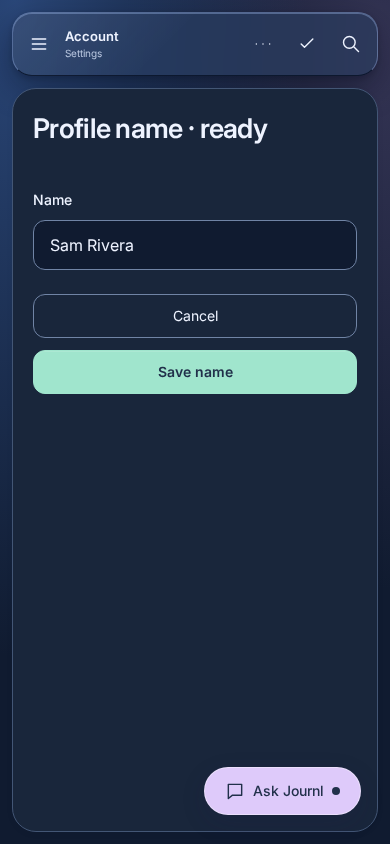 Account
Settings
Profile name · ready
Name
Sam Rivera
Cancel
Save name
Ask Journl